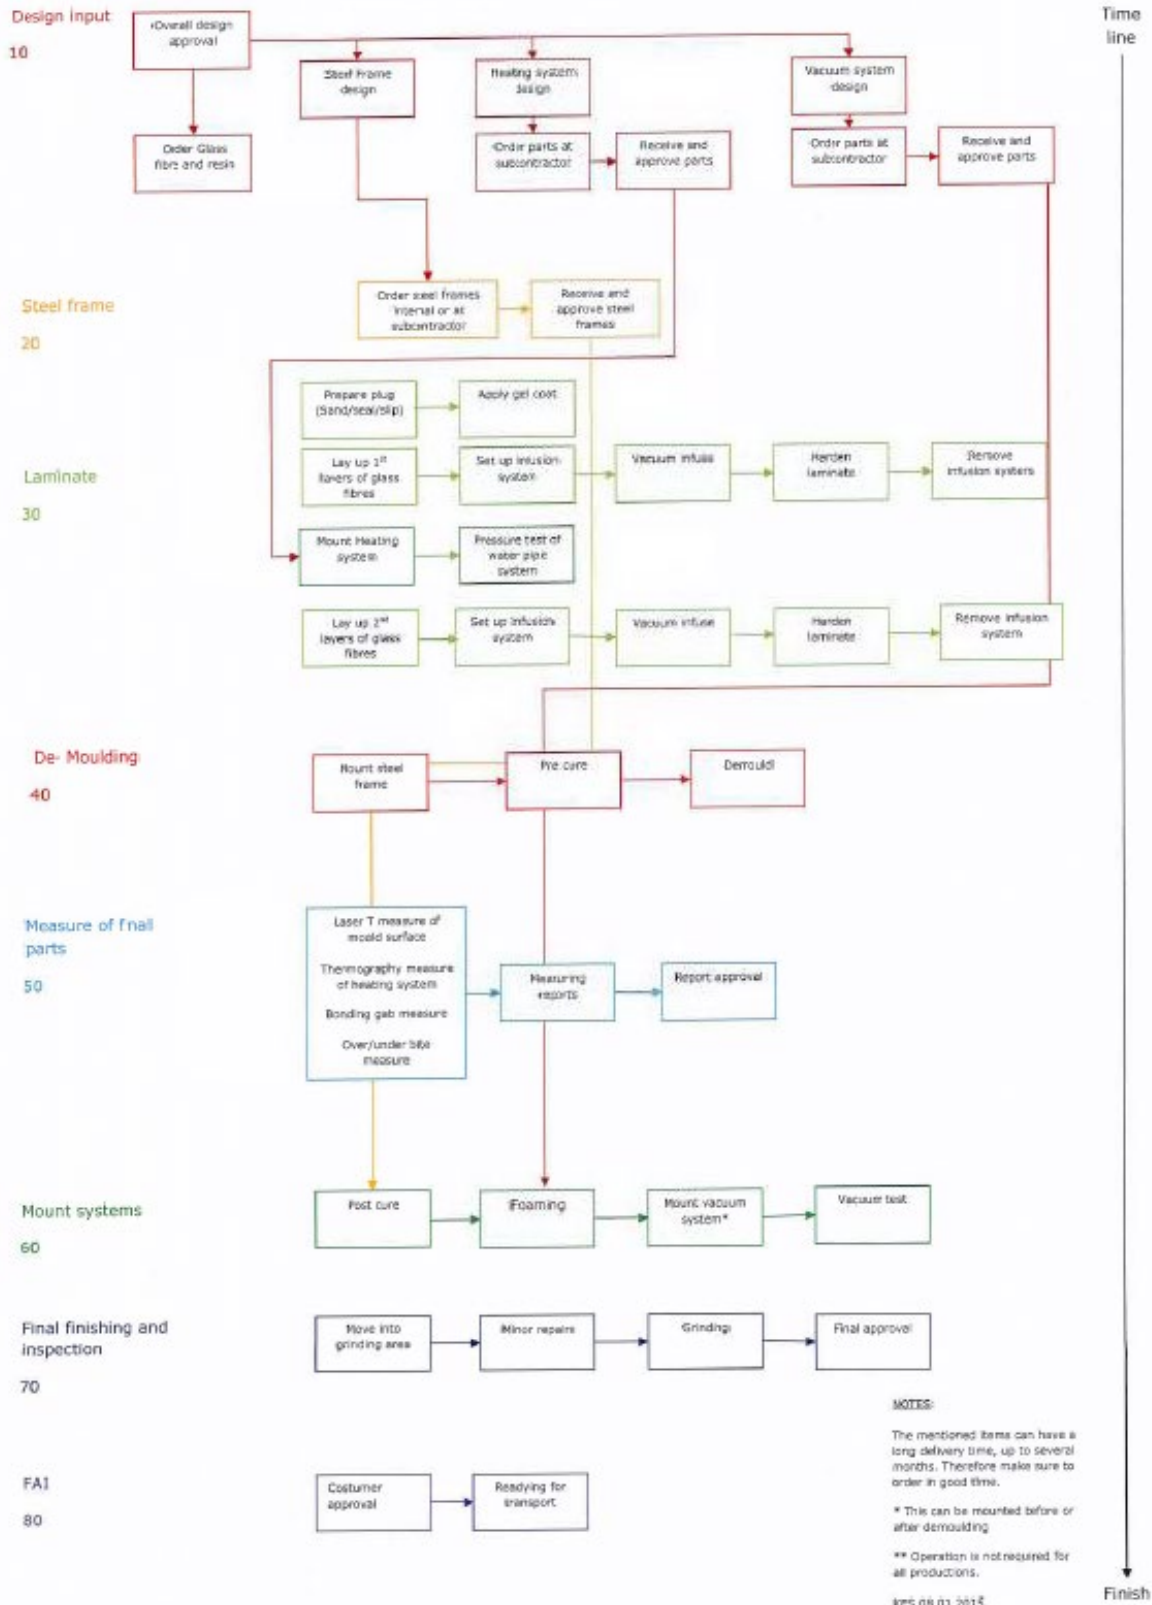 Design input
10
Overall design
approval
Time
line
Steel Frame
design
Heating system
design
Vacuum system
design
Order Glass
fibre and resin
Order parts at
subcontractor
Receive and
approve parts
Order parts at
subcontractor
Receive and
approve parts
Steel frame
20
Order steel frames
internal or at
subcontractor
Receive and
approve steel
frames
Laminate
30
Prepare plug
(Sand/seal/slip)
Apply gel coat
Lay up 1st
layers of glass
fibres
Set up infusion
system
Vacuum infuse
Harden
laminate
Remove
infusion system
Mount Heating
system
Pressure test of
water pipe
system
Lay up 2nd
layers of glass
fibres
Set up infusion
system
Vacuum infuse
Harden
laminate
Remove infusion
system
De- Moulding
40
Mount steel
frame
Pre cure
Demould
Measure of fnall
parts
50
Laser T measure of
moald surface
Thermography measure
of heating system
Bonding gab measure
Over/under bite
measure
Measuring
reports
Report approval
Mount systems
60
Post cure
Foaming
Mount vacuum
system*
Vacuum test
Final finishing and
inspection
70
Move into
grinding area
Minor repairs
Grinding
Final approval
FAI
80
Costumer
approval
Readying for
transport
NOTES:
The mentioned items can have a
long delivery time, up to several
months. Therefore make sure to
order in good time.
* This can be mounted before or
after demoulding
** Operation is not required for
all productions.
Finish